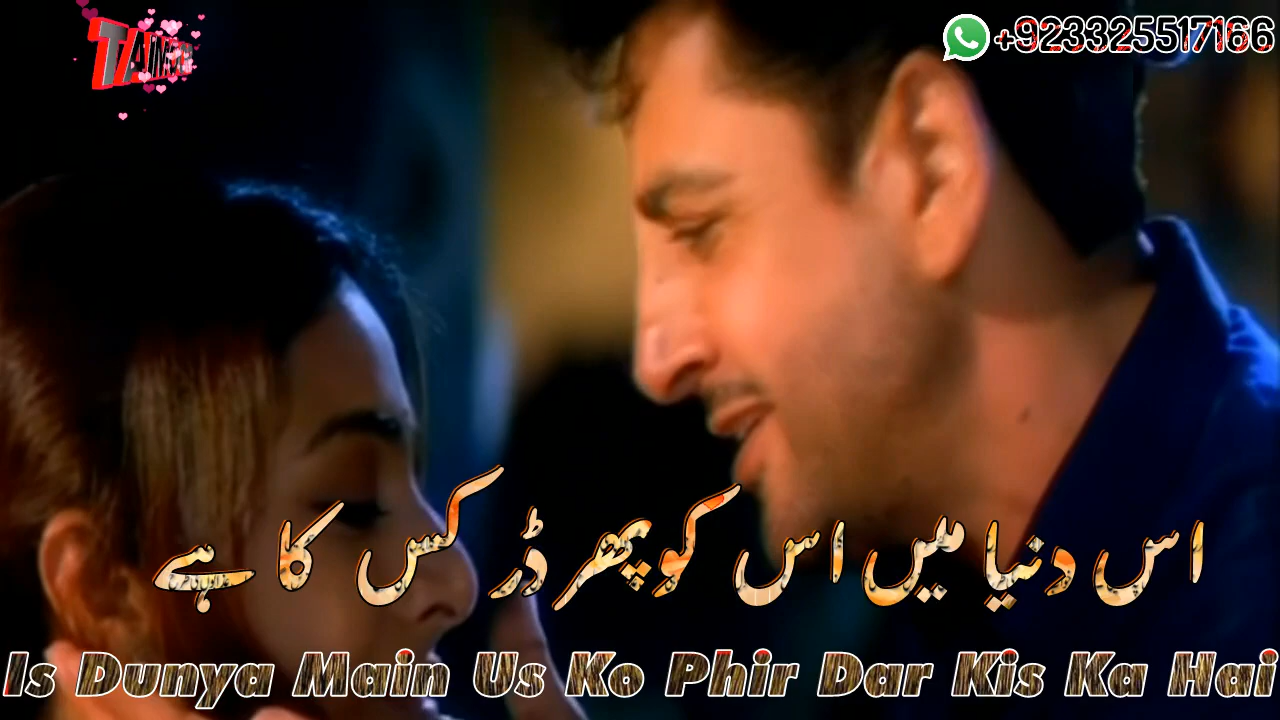 +923325517166
اس دنیا میں اس کو پھر ڈر کس کا ہے
Is Dunya Main Us Ko Phir Dar Kis Ka Hai